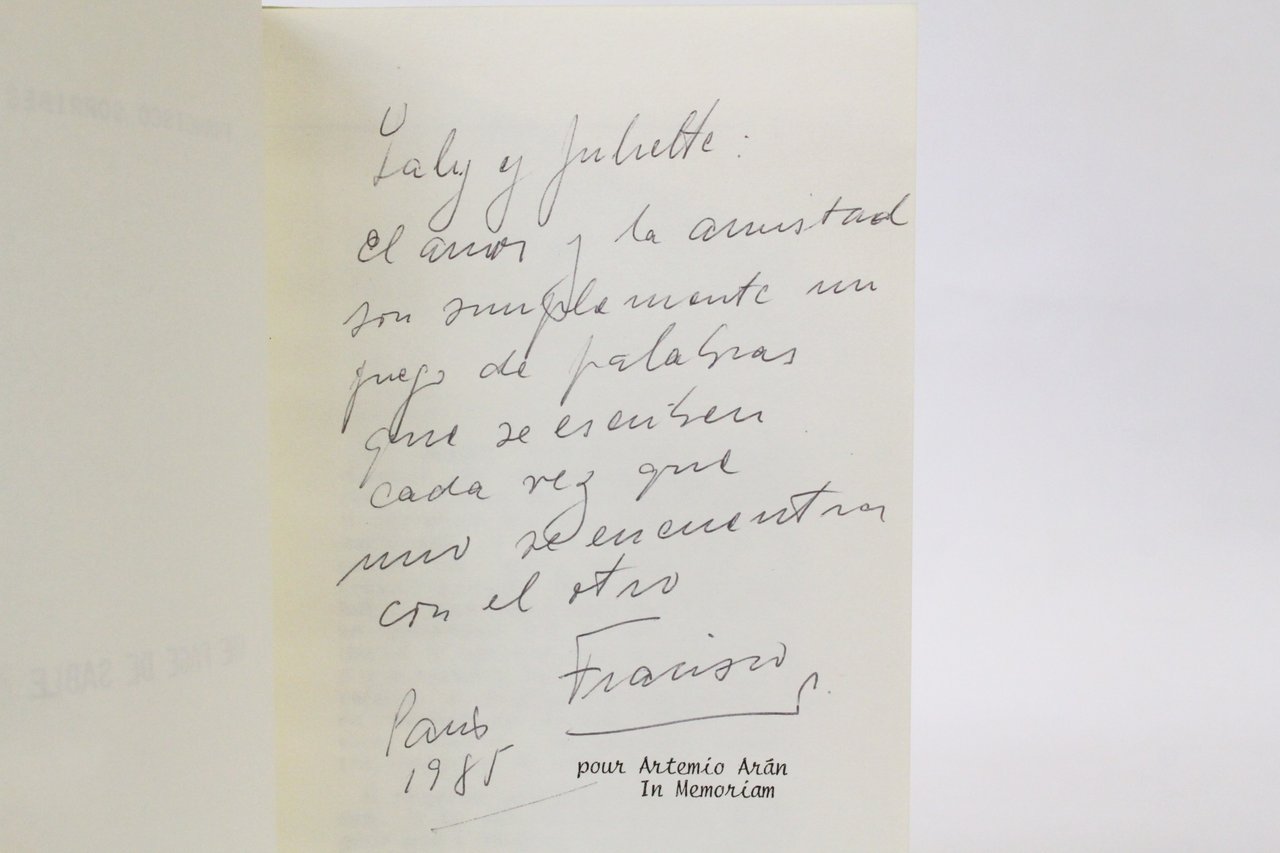 Laly y Juliette:
el amor y la amistad
son simplemente un
juego de palabras
que se escriben
cada vez que
uno se encuentra
con el otro
Francisco
Paris
1985
pour Artemio Arán
In Memoriam